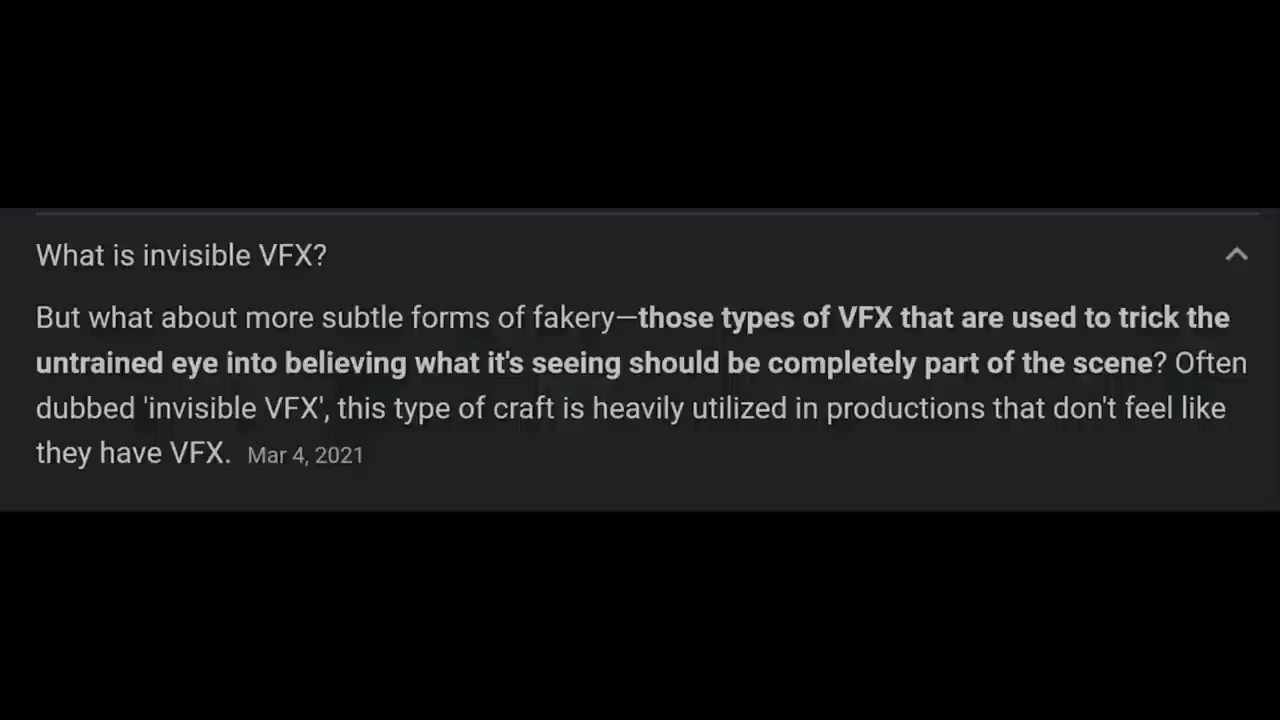 What is invisible VFX?
But what about more subtle forms of fakery—those types of VFX that are used to trick the
untrained eye into believing what it's seeing should be completely part of the scene? Often
dubbed 'invisible VFX', this type of craft is heavily utilized in productions that don't feel like
they have VFX. Mar 4, 2021